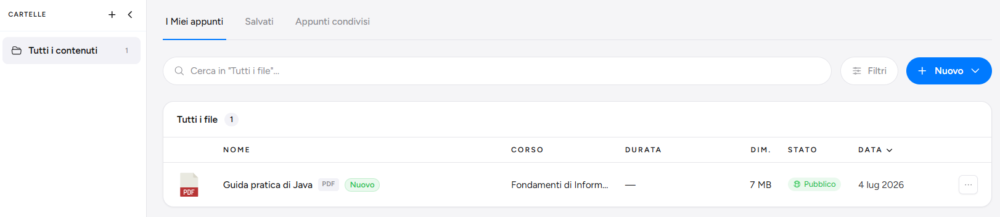 CARTELLE
Tutti i contenuti 1
I Miei appunti Salvati Appunti condivisi
Cerca in "Tutti i file"... Filtri Nuovo
Tutti i file 1
NOME CORSO DURATA DIM. STATO DATA
PDF Guida pratica di Java PDF Nuovo Fondamenti di Inform... — 7 MB Pubblico 4 lug 2026